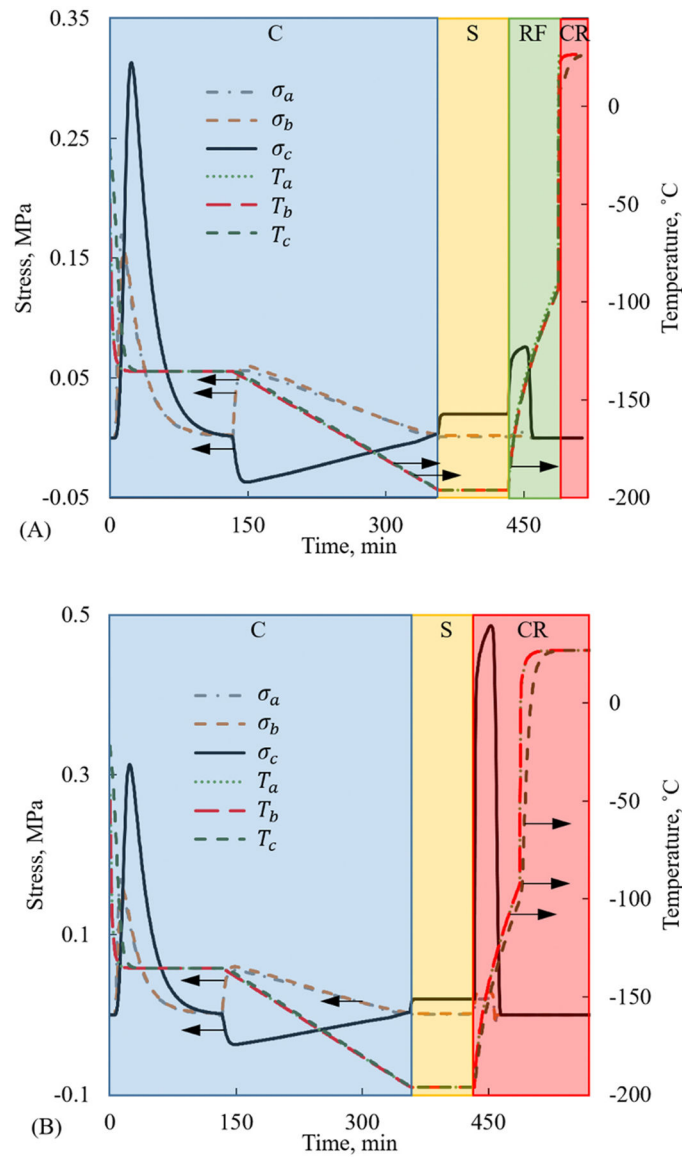 0.35
C
S
RF
CR
0
σa
0.25
σb
σc
-50
Ta
Stress, MPa
0.15
Tb
Temperature, ˚C
Tc
-100
0.05
-150
-0.05
-200
0
150
300
450
(A)
Time, min
0.5
C
S
CR
σa
0
σb
0.3
σc
-50
Ta
Tb
Stress, MPa
Tc
Temperature, ˚C
-100
0.1
-150
-0.1
-200
0
150
300
450
(B)
Time, min